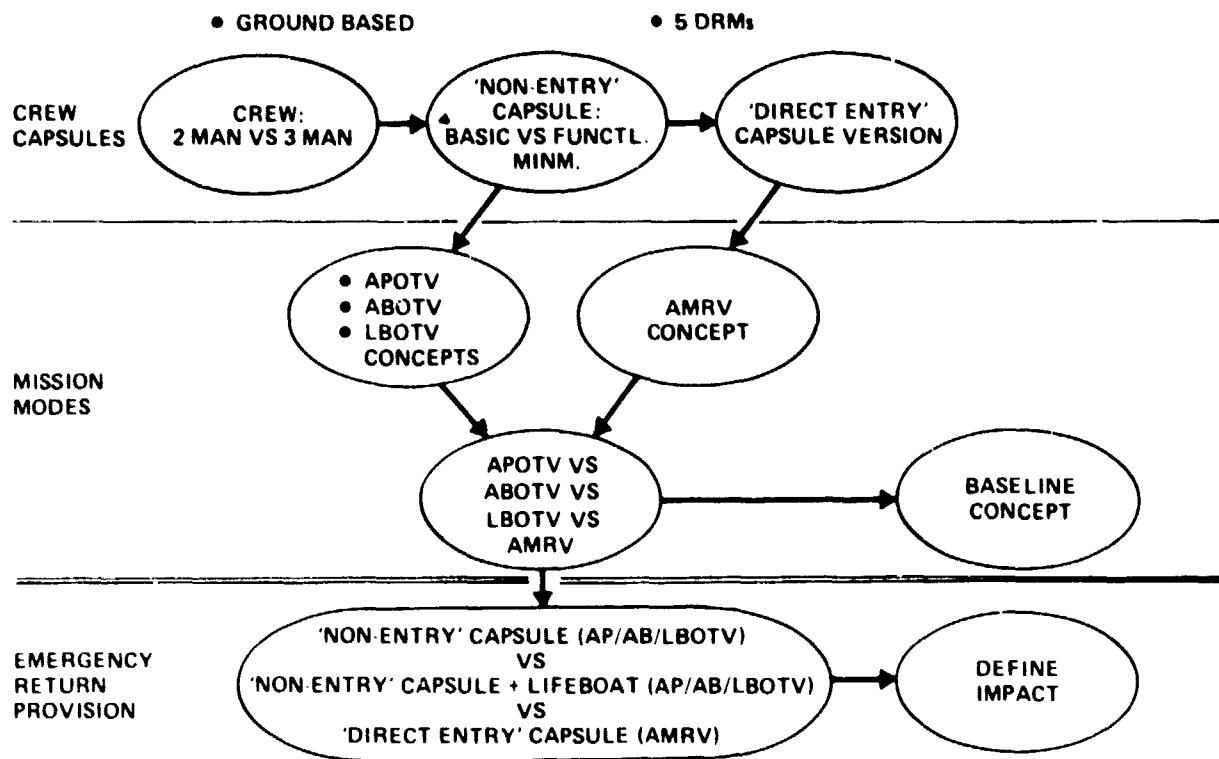 ● GROUND BASED
● 5 DRMs
CREW
CAPSULES
CREW:
2 MAN VS 3 MAN
'NON-ENTRY'
CAPSULE:
BASIC VS FUNCTL.
MINM.
'DIRECT ENTRY'
CAPSULE VERSION
MISSION
MODES
● APOTV
● ABOTV
● LBOTV
CONCEPTS
AMRV
CONCEPT
APOTV VS
ABOTV VS
LBOTV VS
AMRV
BASELINE
CONCEPT
EMERGENCY
RETURN
PROVISION
'NON-ENTRY' CAPSULE (AP/AB/LBOTV)
VS
'NON-ENTRY' CAPSULE + LIFEBOAT (AP/AB/LBOTV)
VS
'DIRECT ENTRY' CAPSULE (AMRV)
DEFINE
IMPACT